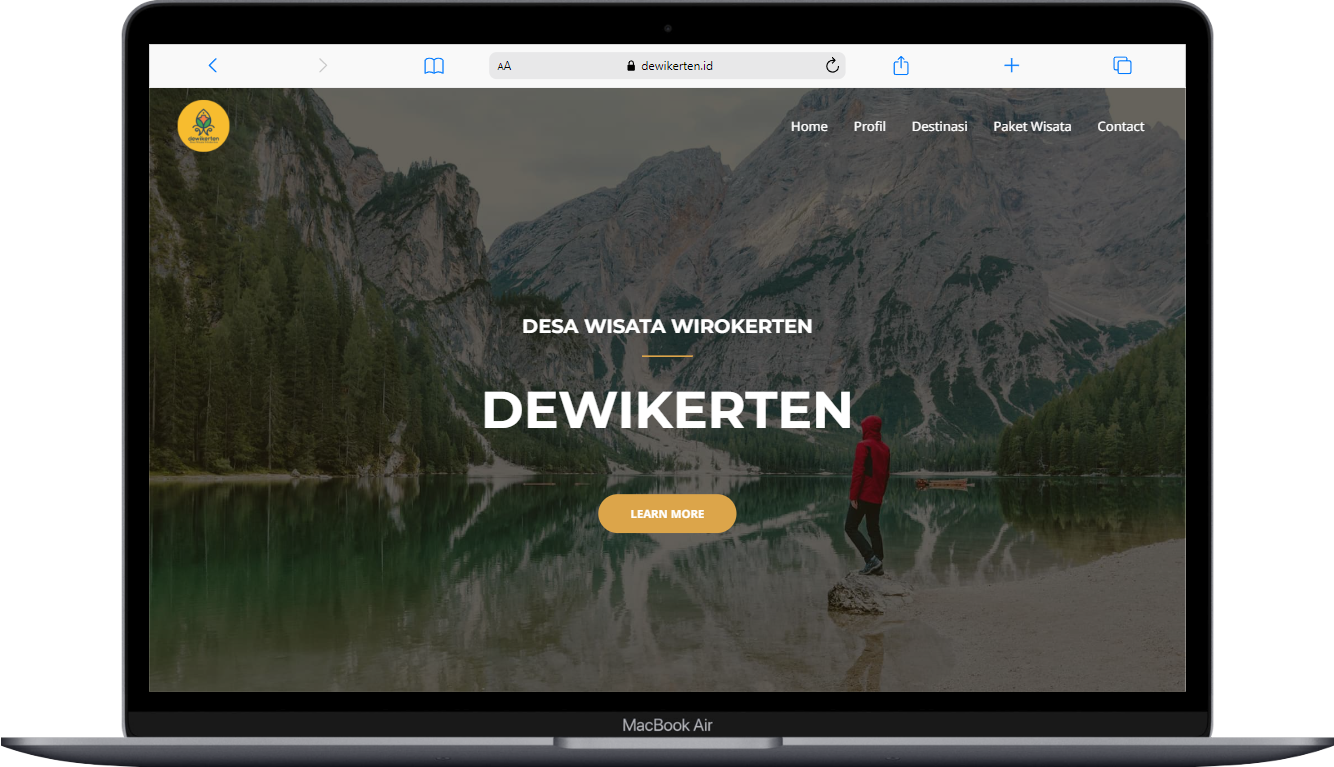 AA
dewikerten.id
dewikerten
Home
Profil
Destinasi
Paket Wisata
Contact
DESA WISATA WIROKERTEN
DEWIKERTEN
LEARN MORE
MacBook Air